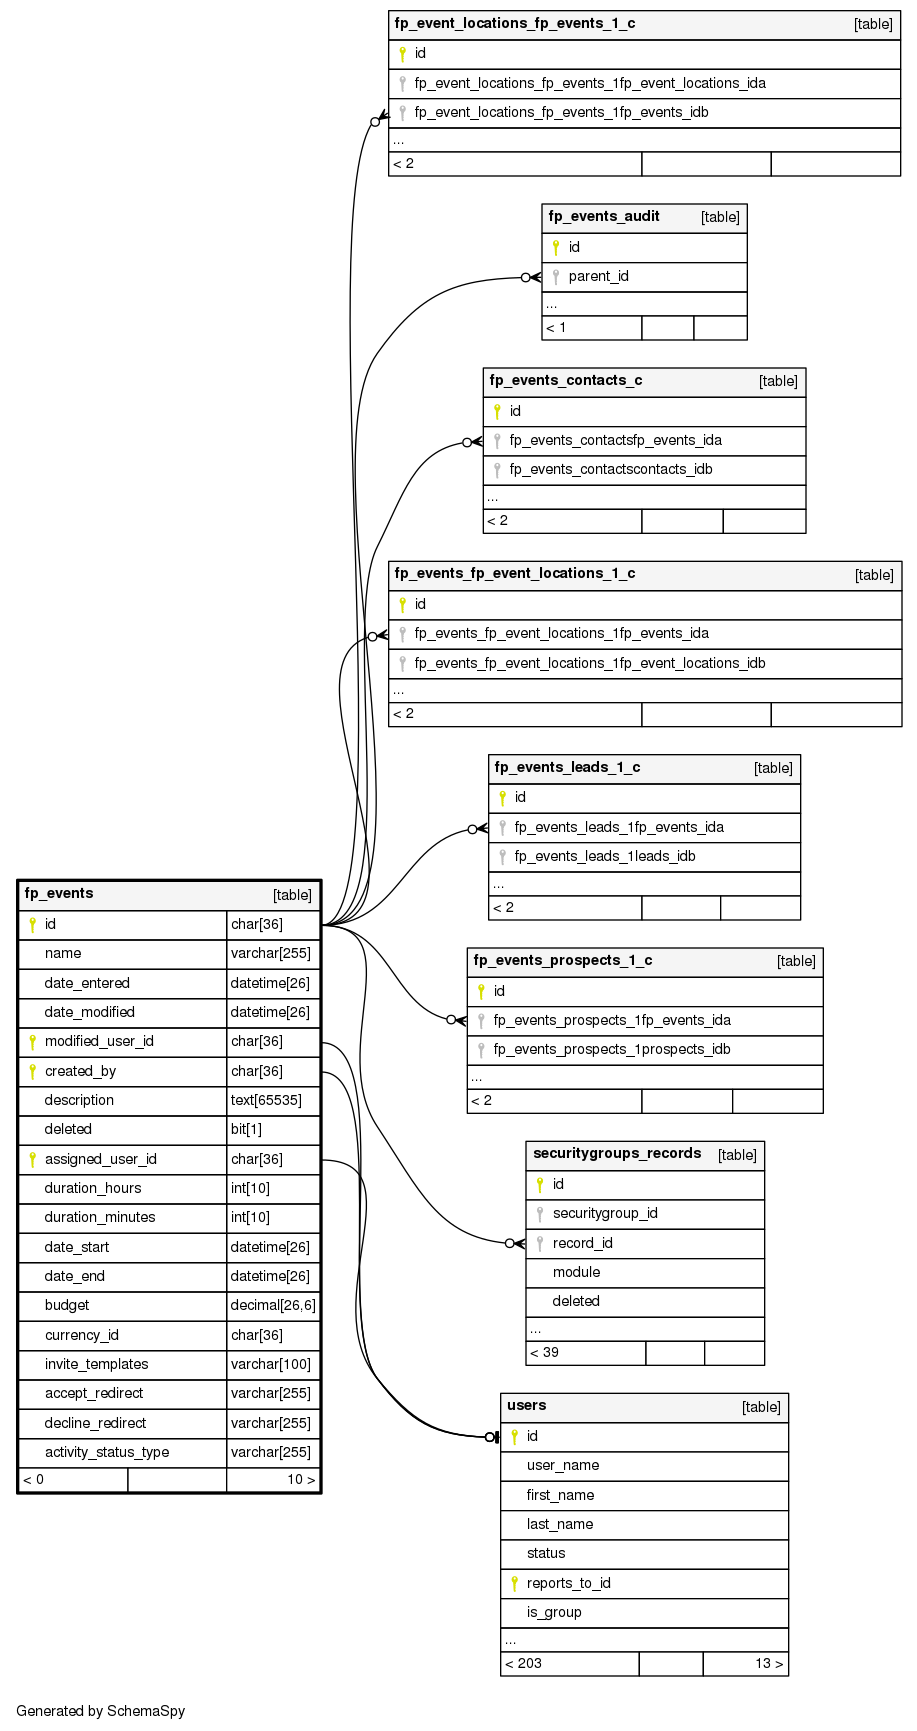 fp_event_locations_fp_events_1_c [table]
id
fp_event_locations_fp_events_1fp_event_locations_ida
fp_event_locations_fp_events_1fp_events_idb
...
< 2
fp_events_audit [table]
id
parent_id
...
< 1
fp_events_contacts_c [table]
id
fp_events_contactsfp_events_ida
fp_events_contactscontacts_idb
...
< 2
fp_events_fp_event_locations_1_c [table]
id
fp_events_fp_event_locations_1fp_events_ida
fp_events_fp_event_locations_1fp_event_locations_idb
...
< 2
fp_events_leads_1_c [table]
id
fp_events_leads_1fp_events_ida
fp_events_leads_1leads_idb
...
< 2
fp_events [table]
id char[36]
name varchar[255]
date_entered datetime[26]
date_modified datetime[26]
modified_user_id char[36]
created_by char[36]
description text[65535]
deleted bit[1]
assigned_user_id char[36]
duration_hours int[10]
duration_minutes int[10]
date_start datetime[26]
date_end datetime[26]
budget decimal[26,6]
currency_id char[36]
invite_templates varchar[100]
accept_redirect varchar[255]
decline_redirect varchar[255]
activity_status_type varchar[255]
< 0 10 >
fp_events_prospects_1_c [table]
id
fp_events_prospects_1fp_events_ida
fp_events_prospects_1prospects_idb
...
< 2
securitygroups_records [table]
id
securitygroup_id
record_id
module
deleted
...
< 39
users [table]
id
user_name
first_name
last_name
status
reports_to_id
is_group
...
< 203 13 >
Generated by SchemaSpy